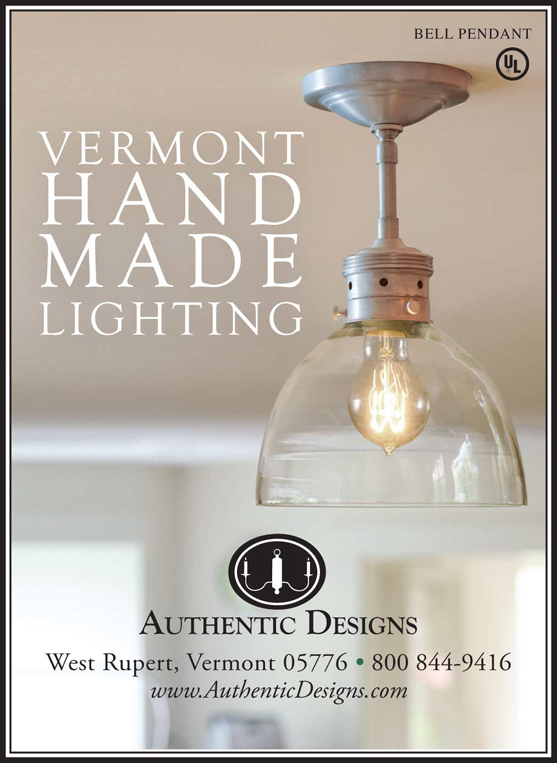 BELL PENDANT
UL
VERMONT
HAND
MADE
LIGHTING
AUTHENTIC DESIGNS
West Rupert, Vermont 05776 • 800 844-9416
www.AuthenticDesigns.com